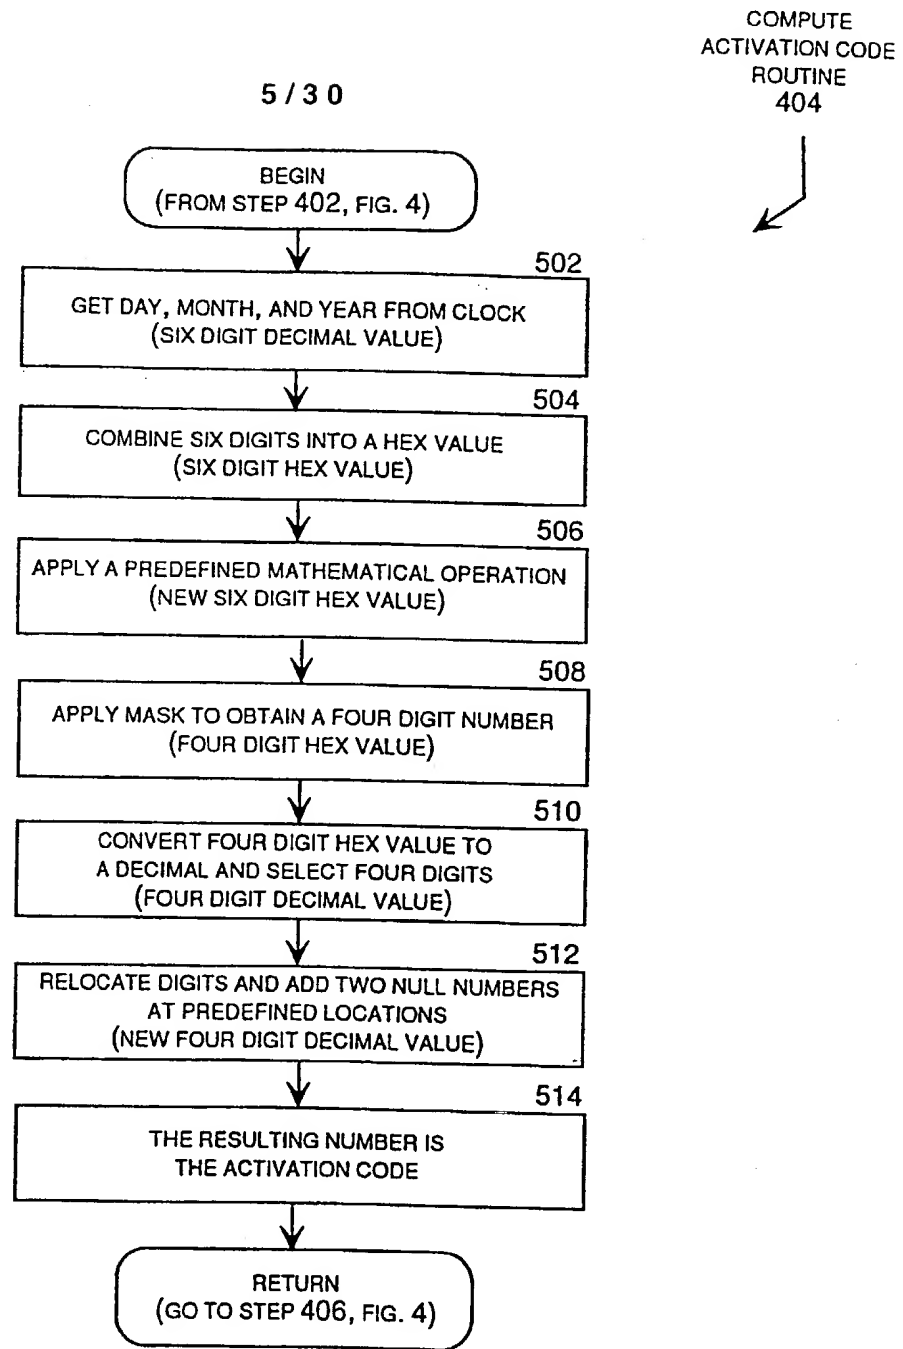 COMPUTE
ACTIVATION CODE
ROUTINE
404
5/30
BEGIN
(FROM STEP 402, FIG. 4)
502
GET DAY, MONTH, AND YEAR FROM CLOCK
(SIX DIGIT DECIMAL VALUE)
504
COMBINE SIX DIGITS INTO A HEX VALUE
(SIX DIGIT HEX VALUE)
506
APPLY A PREDEFINED MATHEMATICAL OPERATION
(NEW SIX DIGIT HEX VALUE)
508
APPLY MASK TO OBTAIN A FOUR DIGIT NUMBER
(FOUR DIGIT HEX VALUE)
510
CONVERT FOUR DIGIT HEX VALUE TO
A DECIMAL AND SELECT FOUR DIGITS
(FOUR DIGIT DECIMAL VALUE)
512
RELOCATE DIGITS AND ADD TWO NULL NUMBERS
AT PREDEFINED LOCATIONS
(NEW FOUR DIGIT DECIMAL VALUE)
514
THE RESULTING NUMBER IS
THE ACTIVATION CODE
RETURN
(GO TO STEP 406, FIG. 4)